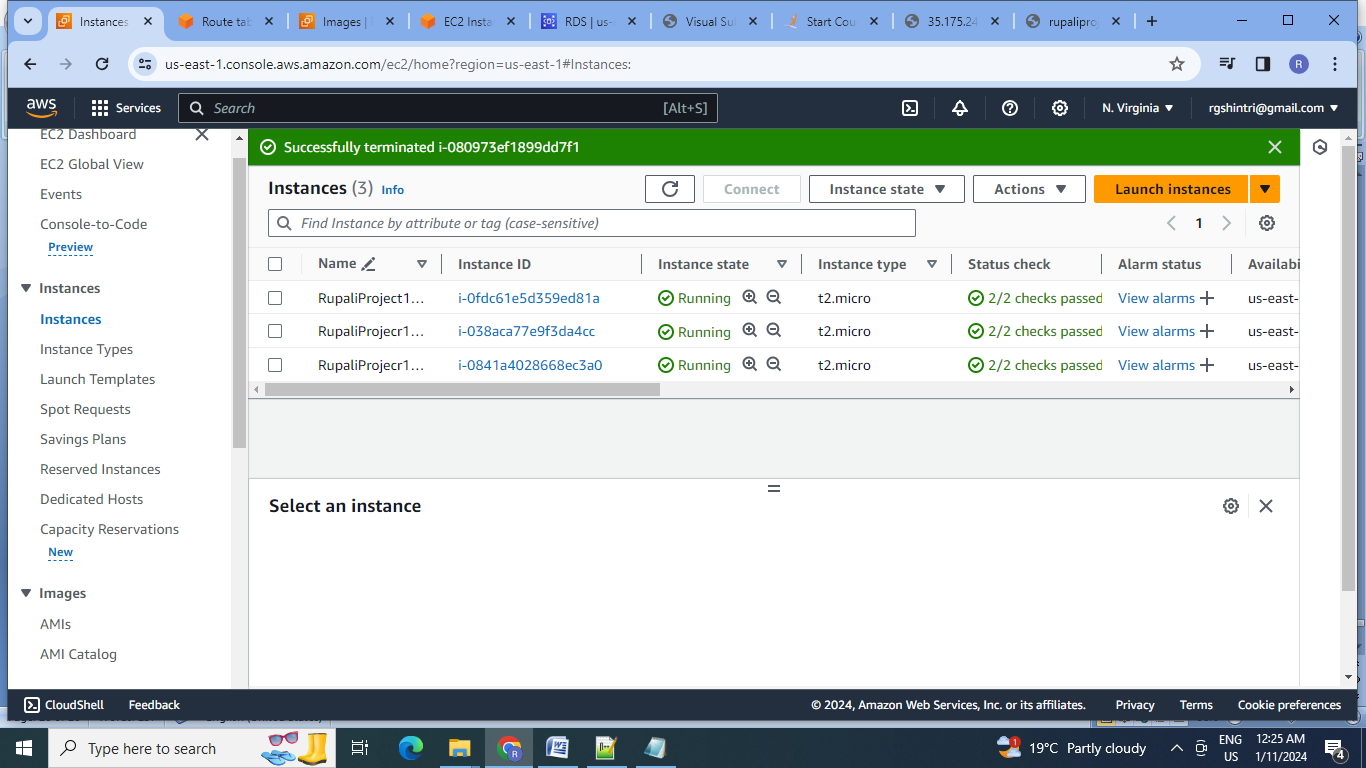 Instances
Route tab
Images |
EC2 Insta
RDS | us-
Visual Su
Start Cou
35.175.24
rupalipro
us-east-1.console.aws.amazon.com/ec2/home?region=us-east-1#Instances:
R
aws
Services
Search
[Alt+S]
N. Virginia
rgshintri@gmail.com
EC2 Dashboard
EC2 Global View
Events
Console-to-Code
Preview
Instances
Instances
Instance Types
Launch Templates
Spot Requests
Savings Plans
Reserved Instances
Dedicated Hosts
Capacity Reservations
New
Images
AMIs
AMI Catalog
Successfully terminated i-080973ef1899dd7f1
Instances (3) Info
Connect
Instance state
Actions
Launch instances
Find Instance by attribute or tag (case-sensitive)
1
Name Instance ID Instance state Instance type Status check Alarm status Availabi
RupaliProject1... i-0fdc61e5d359ed81a Running t2.micro 2/2 checks passed View alarms us-east-
RupaliProjecr1... i-038aca77e9f3da4cc Running t2.micro 2/2 checks passed View alarms us-east-
RupaliProjecr1... i-0841a4028668ec3a0 Running t2.micro 2/2 checks passed View alarms us-east-
Select an instance
CloudShell Feedback © 2024, Amazon Web Services, Inc. or its affiliates. Privacy Terms Cookie preferences
Type here to search
R
W
1
19°C Partly cloudy
ENG
US
12:25 AM
1/11/2024
4